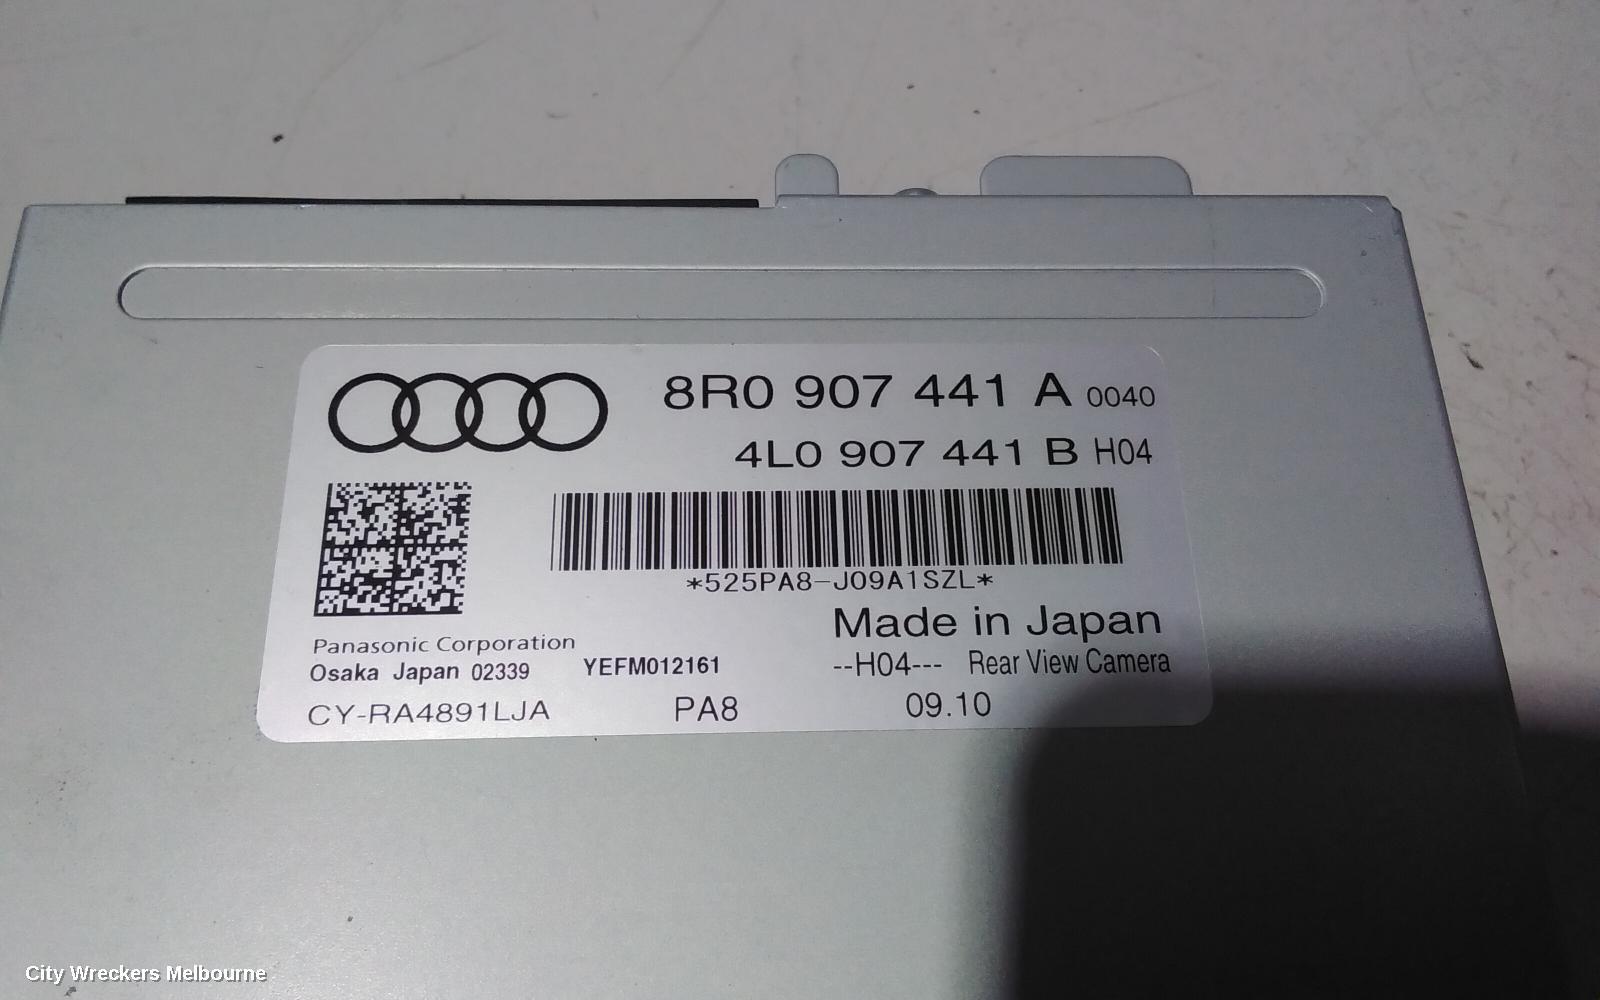 8R0 907 441 A 0040
4L0 907 441 B H04
*525PA8-J09A1SZL*
Made in Japan
Panasonic Corporation
Osaka Japan 02339 YEFM012161 --H04--- Rear View Camera
CY-RA4891LJA PA8 09.10
City Wreckers Melbourne